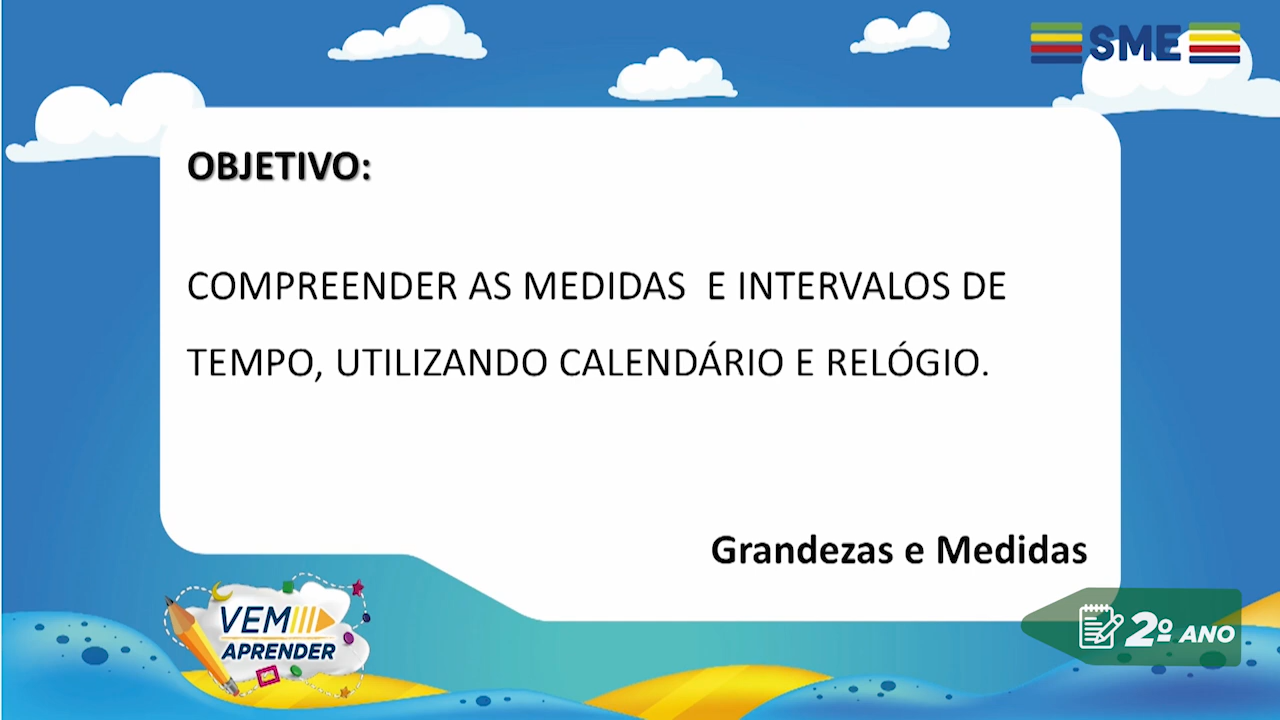 SME
OBJETIVO:
COMPREENDER AS MEDIDAS E INTERVALOS DE
TEMPO, UTILIZANDO CALENDÁRIO E RELÓGIO.
Grandezas e Medidas
VEM
APRENDER
2º ANO